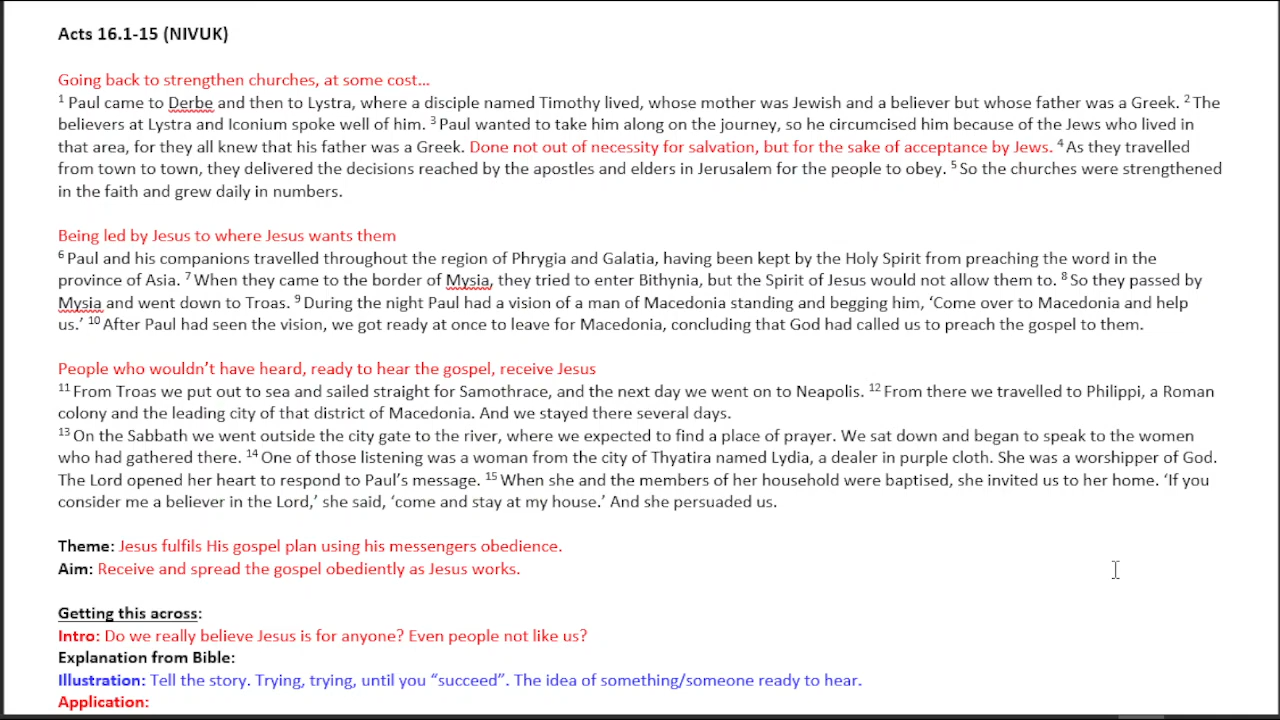 Acts 16.1-15 (NIVUK)
Going back to strengthen churches, at some cost…
1 Paul came to Derbe and then to Lystra, where a disciple named Timothy lived, whose mother was Jewish and a believer but whose father was a Greek. 2 The
believers at Lystra and Iconium spoke well of him. 3 Paul wanted to take him along on the journey, so he circumcised him because of the Jews who lived in
that area, for they all knew that his father was a Greek. Done not out of necessity for salvation, but for the sake of acceptance by Jews. 4 As they travelled
from town to town, they delivered the decisions reached by the apostles and elders in Jerusalem for the people to obey. 5 So the churches were strengthened
in the faith and grew daily in numbers.
Being led by Jesus to where Jesus wants them
6 Paul and his companions travelled throughout the region of Phrygia and Galatia, having been kept by the Holy Spirit from preaching the word in the
province of Asia. 7 When they came to the border of Mysia, they tried to enter Bithynia, but the Spirit of Jesus would not allow them to. 8 So they passed by
Mysia and went down to Troas. 9 During the night Paul had a vision of a man of Macedonia standing and begging him, ‘Come over to Macedonia and help
us.’ 10 After Paul had seen the vision, we got ready at once to leave for Macedonia, concluding that God had called us to preach the gospel to them.
People who wouldn’t have heard, ready to hear the gospel, receive Jesus
11 From Troas we put out to sea and sailed straight for Samothrace, and the next day we went on to Neapolis. 12 From there we travelled to Philippi, a Roman
colony and the leading city of that district of Macedonia. And we stayed there several days.
13 On the Sabbath we went outside the city gate to the river, where we expected to find a place of prayer. We sat down and began to speak to the women
who had gathered there. 14 One of those listening was a woman from the city of Thyatira named Lydia, a dealer in purple cloth. She was a worshipper of God.
The Lord opened her heart to respond to Paul’s message. 15 When she and the members of her household were baptised, she invited us to her home. ‘If you
consider me a believer in the Lord,’ she said, ‘come and stay at my house.’ And she persuaded us.
Theme: Jesus fulfils His gospel plan using his messengers obedience.
Aim: Receive and spread the gospel obediently as Jesus works.
Getting this across:
Intro: Do we really believe Jesus is for anyone? Even people not like us?
Explanation from Bible:
Illustration: Tell the story. Trying, trying, until you “succeed”. The idea of something/someone ready to hear.
Application: